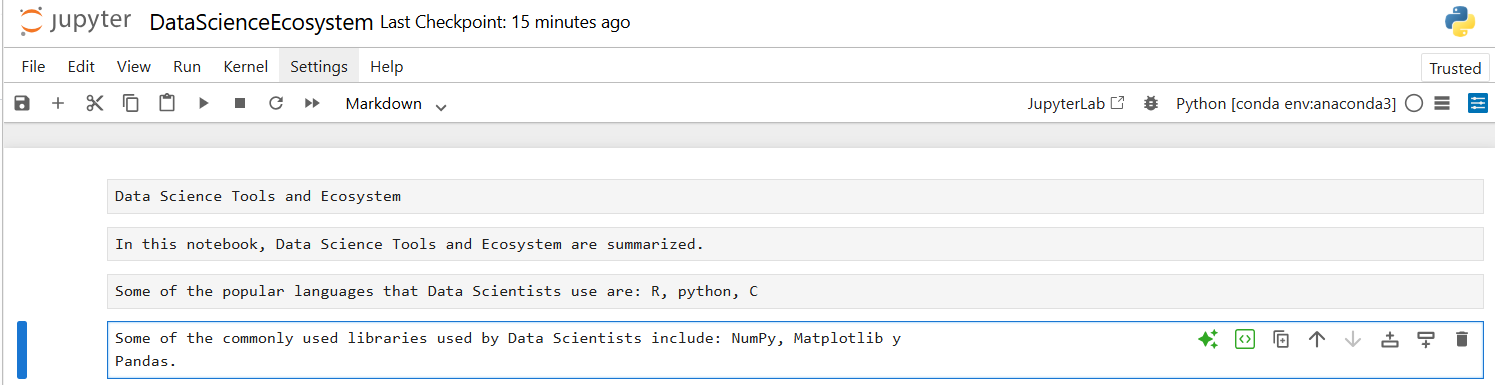 jupyter DataScienceEcosystem Last Checkpoint: 15 minutes ago
File Edit View Run Kernel Settings Help
Trusted
Markdown JupyterLab Python [conda env:anaconda3]
Data Science Tools and Ecosystem
In this notebook, Data Science Tools and Ecosystem are summarized.
Some of the popular languages that Data Scientists use are: R, python, C
Some of the commonly used libraries used by Data Scientists include: NumPy, Matplotlib y
Pandas.